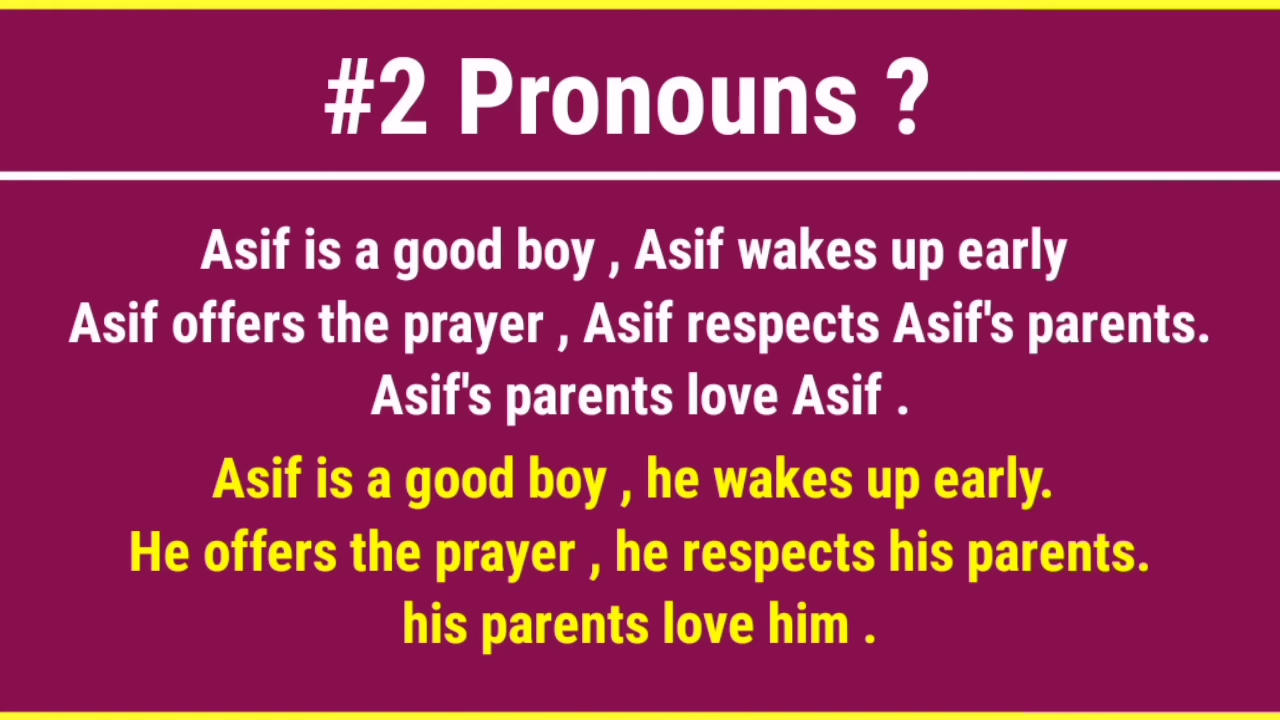 #2 Pronouns ?
Asif is a good boy , Asif wakes up early
Asif offers the prayer , Asif respects Asif's parents.
Asif's parents love Asif .
Asif is a good boy , he wakes up early.
He offers the prayer , he respects his parents.
his parents love him .